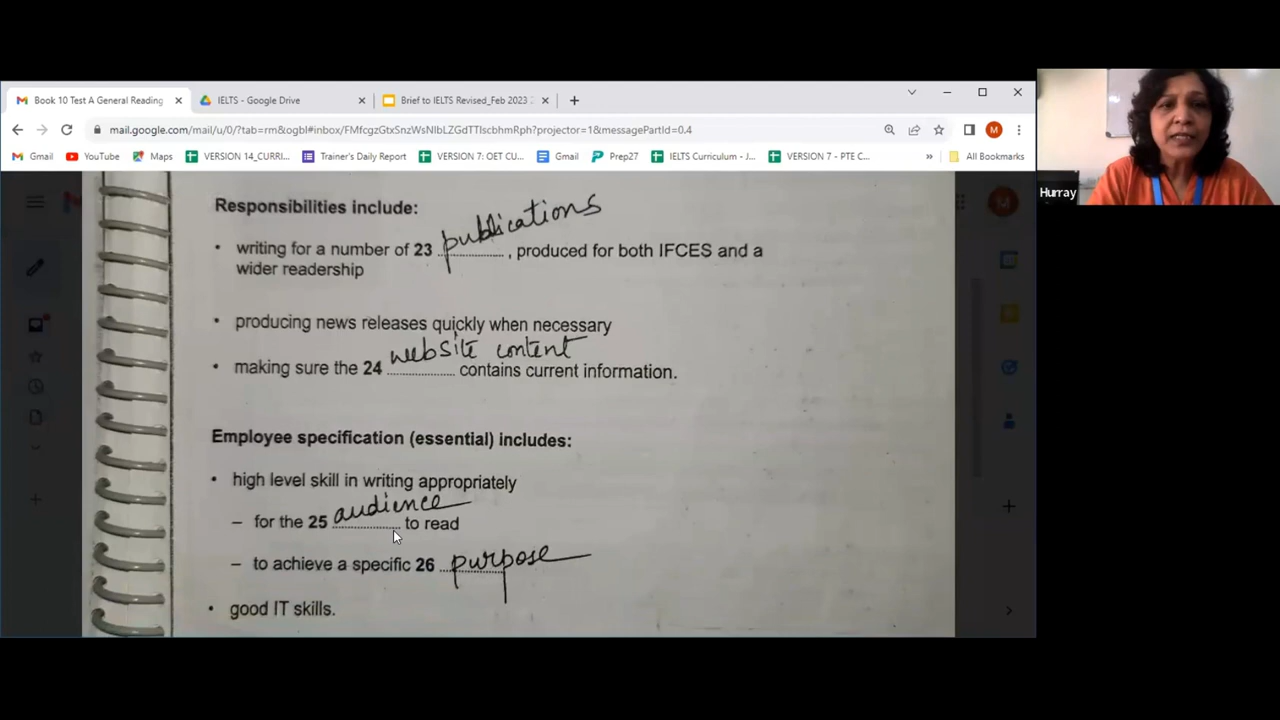 Book 10 Test A General Reading
IELTS - Google Drive
Brief to IELTS Revised_Feb 2023
mail.google.com/mail/u/0/?tab=rm&ogbl#inbox/FMfcgzGtxSnzWsNlbLZGdTTlscbhmRph?projector=1&messagePartId=0.4
M
Gmail
YouTube
Maps
VERSION 14_CURRI...
Trainer's Daily Report
VERSION 7: OET CU...
Gmail
Prep27
IELTS Curriculum - J...
VERSION 7 - PTE C...
»
All Bookmarks
Hurray
Responsibilities include:
• writing for a number of 23 publications, produced for both IFCES and a
wider readership
• producing news releases quickly when necessary
• making sure the 24 website content contains current information.
Employee specification (essential) includes:
• high level skill in writing appropriately
– for the 25 audience to read
– to achieve a specific 26 purpose
• good IT skills.